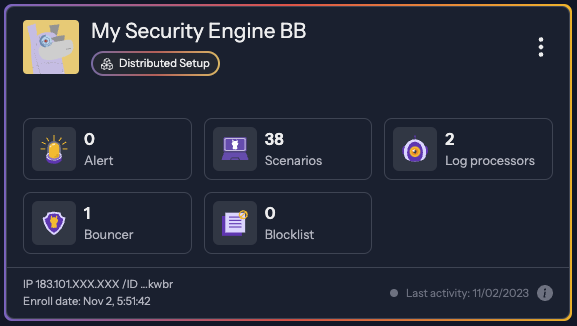 My Security Engine BB
Distributed Setup
0
Alert
38
Scenarios
2
Log processors
1
Bouncer
0
Blocklist
IP 183.101.XXX.XXX /ID ...kwbr
Enroll date: Nov 2, 5:51:42
Last activity: 11/02/2023